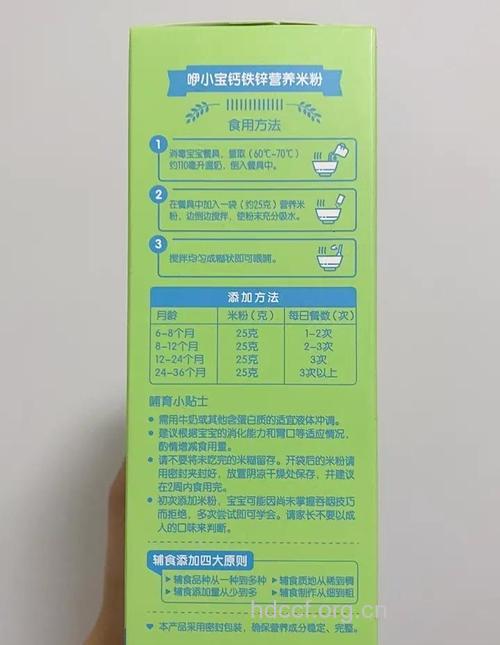 咿小宝钙铁锌营养米粉
食用方法
1
消毒宝宝餐具，量取（60℃~70℃）
约110毫升温奶，倒入餐具中。
2
在餐具中加入一袋（约25克）营养米
粉，边倒边搅拌，使粉末充分吸水。
3
搅拌均匀成糊状即可喂哺。
添加方法
月龄 米粉（克） 每日餐数（次）
6-8个月 25克 1-2次
8-12个月 25克 2-3次
12-24个月 25克 3次
24-36个月 25克 3次以上
哺育小贴士
● 需用牛奶或其他含蛋白质的适宜液体冲调。
● 建议根据宝宝的消化能力和胃口等适应情况，
酌情增减食用量。
● 请不要将未吃完的米糊留存。开袋后的米粉请
用密封夹封好，放置阴凉干燥处保存，并建议
在2周内食用完。
● 初次添加米粉，宝宝可能因尚未掌握吞咽技巧
而拒绝，多次尝试即可学会。请家长不要以成
人的口味来判断。
辅食添加四大原则
辅食品种从一种到多种 辅食质地从稀到稠
辅食添加量从少到多 辅食制作从细到粗
本产品采用密封包装，确保营养成分稳定、完整。
hdccf.org.cn